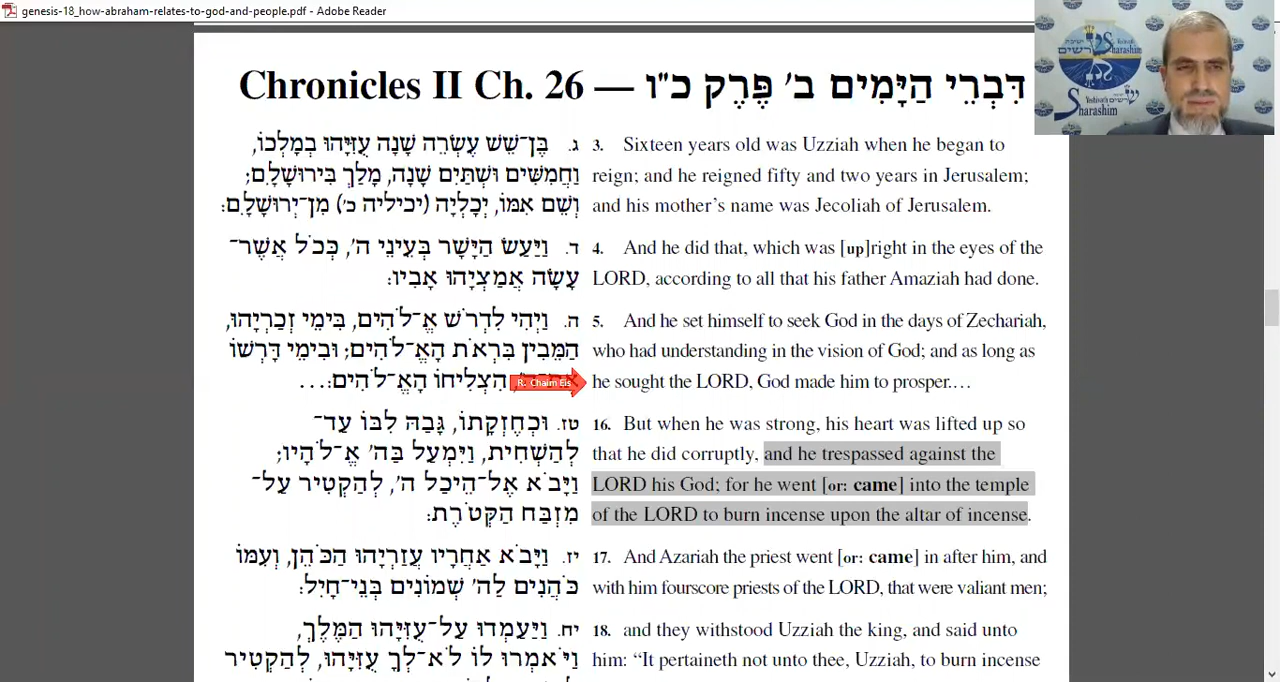 genesis-18_how-abraham-relates-to-god-and-people.pdf - Adobe Reader
Chronicles II Ch. 26 — דִּבְרֵי הַיָּמִים ב' פֶּרֶק כ"ו
ג. בֶּן־שֵׁשׁ עֶשְׂרֵה שָׁנָה עֻזִּיָּהוּ בְמָלְכוֹ,
וַחֲמִשִּׁים וּשְׁתַּיִם שָׁנָה, מָלַךְ בִּירוּשָׁלִָם;
וְשֵׁם אִמּוֹ, יְכָלְיָה (יכיליה כ') מִן־יְרוּשָׁלִָם:
3. Sixteen years old was Uzziah when he began to
reign; and he reigned fifty and two years in Jerusalem;
and his mother's name was Jecoliah of Jerusalem.
ד. וַיַּעַשׂ הַיָּשָׁר בְּעֵינֵי ה', כְּכֹל אֲשֶׁר־
עָשָׂה אֲמַצְיָהוּ אָבִיו:
4. And he did that, which was [up]right in the eyes of the
LORD, according to all that his father Amaziah had done.
ה. וַיְהִי לִדְרֹשׁ אֱ־לֹהִים, בִּימֵי זְכַרְיָהוּ,
הַמֵּבִין בִּרְאֹת הָאֱ־לֹהִים; וּבִימֵי דָּרְשׁוֹ
הִצְלִיחוֹ הָאֱ־לֹהִים:...
5. And he set himself to seek God in the days of Zechariah,
who had understanding in the vision of God; and as long as
he sought the LORD, God made him to prosper.…
R. Chaim Eis
טז. וּכְחֶזְקָתוֹ, גָּבַהּ לִבּוֹ עַד־
לְהַשְׁחִית, וַיִּמְעַל בַּה' אֱ־לֹהָיו;
וַיָּבֹא אֶל־הֵיכַל ה', לְהַקְטִיר עַל־
מִזְבַּח הַקְּטֹרֶת:
16. But when he was strong, his heart was lifted up so
that he did corruptly, and he trespassed against the
LORD his God; for he went [or: came] into the temple
of the LORD to burn incense upon the altar of incense.
יז. וַיָּבֹא אַחֲרָיו עֲזַרְיָהוּ הַכֹּהֵן, וְעִמּוֹ
כֹּהֲנִים לַה' שְׁמוֹנִים בְּנֵי־חָיִל:
17. And Azariah the priest went [or: came] in after him, and
with him fourscore priests of the LORD, that were valiant men;
יח. וַיַּעַמְדוּ עַל־עֻזִּיָּהוּ הַמֶּלֶךְ,
וַיֹּאמְרוּ לוֹ לֹא־לְךָ עֻזִּיָּהוּ, לְהַקְטִיר
18. and they withstood Uzziah the king, and said unto
him: “It pertaineth not unto thee, Uzziah, to burn incense
Yeshivath
Sharashim
שרשים